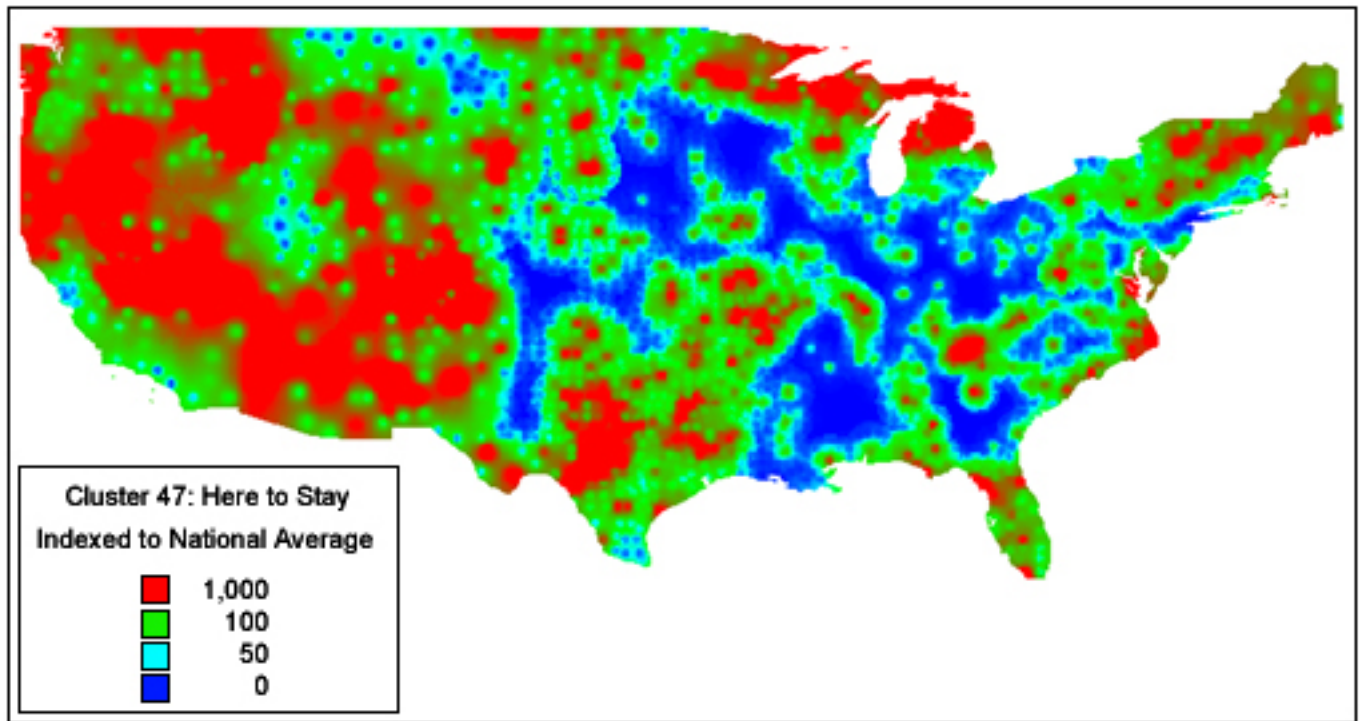 Cluster 47: Here to Stay
Indexed to National Average
1,000
100
50
0